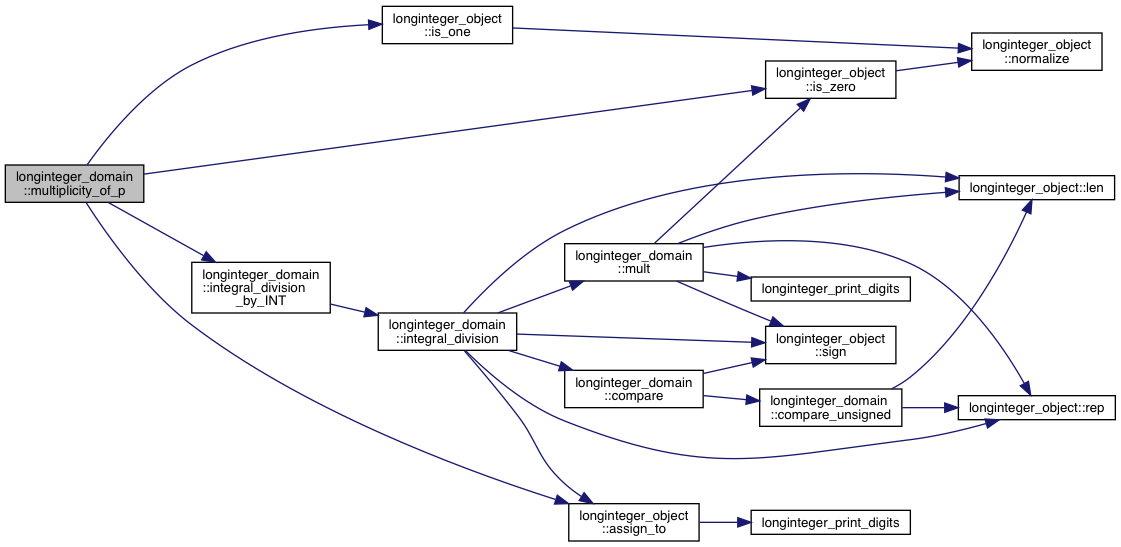 longinteger_object
::is_one
longinteger_object
::normalize
longinteger_object
::is_zero
longinteger_domain
::multiplicity_of_p
longinteger_object::len
longinteger_domain
::mult
longinteger_domain
::integral_division
_by_INT
longinteger_print_digits
longinteger_domain
::integral_division
longinteger_object
::sign
longinteger_domain
::compare
longinteger_domain
::compare_unsigned
longinteger_object::rep
longinteger_object
::assign_to
longinteger_print_digits